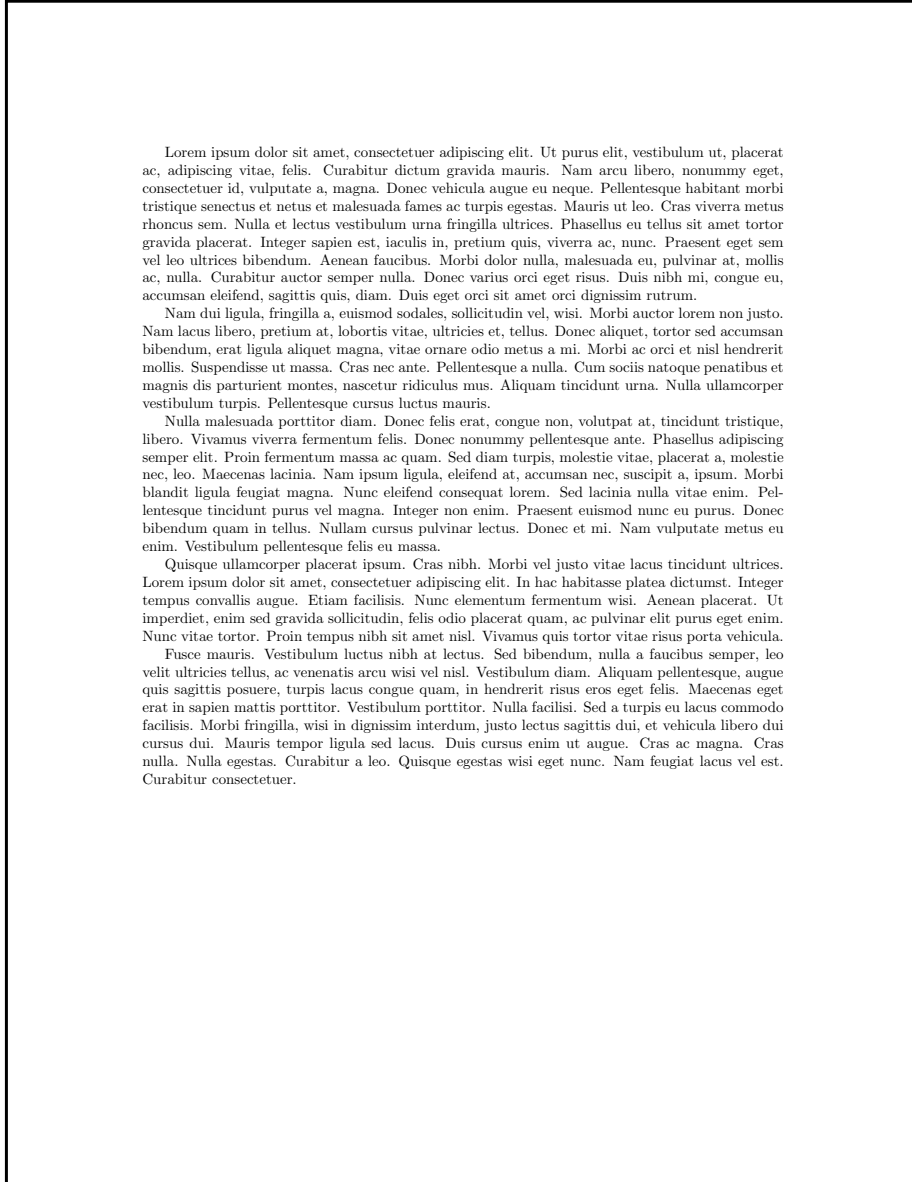 Lorem ipsum dolor sit amet, consectetuer adipiscing elit. Ut purus elit, vestibulum ut, placerat
ac, adipiscing vitae, felis. Curabitur dictum gravida mauris. Nam arcu libero, nonummy eget,
consectetuer id, vulputate a, magna. Donec vehicula augue eu neque. Pellentesque habitant morbi
tristique senectus et netus et malesuada fames ac turpis egestas. Mauris ut leo. Cras viverra metus
rhoncus sem. Nulla et lectus vestibulum urna fringilla ultrices. Phasellus eu tellus sit amet tortor
gravida placerat. Integer sapien est, iaculis in, pretium quis, viverra ac, nunc. Praesent eget sem
vel leo ultrices bibendum. Aenean faucibus. Morbi dolor nulla, malesuada eu, pulvinar at, mollis
ac, nulla. Curabitur auctor semper nulla. Donec varius orci eget risus. Duis nibh mi, congue eu,
accumsan eleifend, sagittis quis, diam. Duis eget orci sit amet orci dignissim rutrum.
Nam dui ligula, fringilla a, euismod sodales, sollicitudin vel, wisi. Morbi auctor lorem non justo.
Nam lacus libero, pretium at, lobortis vitae, ultricies et, tellus. Donec aliquet, tortor sed accumsan
bibendum, erat ligula aliquet magna, vitae ornare odio metus a mi. Morbi ac orci et nisl hendrerit
mollis. Suspendisse ut massa. Cras nec ante. Pellentesque a nulla. Cum sociis natoque penatibus et
magnis dis parturient montes, nascetur ridiculus mus. Aliquam tincidunt urna. Nulla ullamcorper
vestibulum turpis. Pellentesque cursus luctus mauris.
Nulla malesuada porttitor diam. Donec felis erat, congue non, volutpat at, tincidunt tristique,
libero. Vivamus viverra fermentum felis. Donec nonummy pellentesque ante. Phasellus adipiscing
semper elit. Proin fermentum massa ac quam. Sed diam turpis, molestie vitae, placerat a, molestie
nec, leo. Maecenas lacinia. Nam ipsum ligula, eleifend at, accumsan nec, suscipit a, ipsum. Morbi
blandit ligula feugiat magna. Nunc eleifend consequat lorem. Sed lacinia nulla vitae enim. Pel-
lentesque tincidunt purus vel magna. Integer non enim. Praesent euismod nunc eu purus. Donec
bibendum quam in tellus. Nullam cursus pulvinar lectus. Donec et mi. Nam vulputate metus eu
enim. Vestibulum pellentesque felis eu massa.
Quisque ullamcorper placerat ipsum. Cras nibh. Morbi vel justo vitae lacus tincidunt ultrices.
Lorem ipsum dolor sit amet, consectetuer adipiscing elit. In hac habitasse platea dictumst. Integer
tempus convallis augue. Etiam facilisis. Nunc elementum fermentum wisi. Aenean placerat. Ut
imperdiet, enim sed gravida sollicitudin, felis odio placerat quam, ac pulvinar elit purus eget enim.
Nunc vitae tortor. Proin tempus nibh sit amet nisl. Vivamus quis tortor vitae risus porta vehicula.
Fusce mauris. Vestibulum luctus nibh at lectus. Sed bibendum, nulla a faucibus semper, leo
velit ultricies tellus, ac venenatis arcu wisi vel nisl. Vestibulum diam. Aliquam pellentesque, augue
quis sagittis posuere, turpis lacus congue quam, in hendrerit risus eros eget felis. Maecenas eget
erat in sapien mattis porttitor. Vestibulum porttitor. Nulla facilisi. Sed a turpis eu lacus commodo
facilisis. Morbi fringilla, wisi in dignissim interdum, justo lectus sagittis dui, et vehicula libero dui
cursus dui. Mauris tempor ligula sed lacus. Duis cursus enim ut augue. Cras ac magna. Cras
nulla. Nulla egestas. Curabitur a leo. Quisque egestas wisi eget nunc. Nam feugiat lacus vel est.
Curabitur consectetuer.